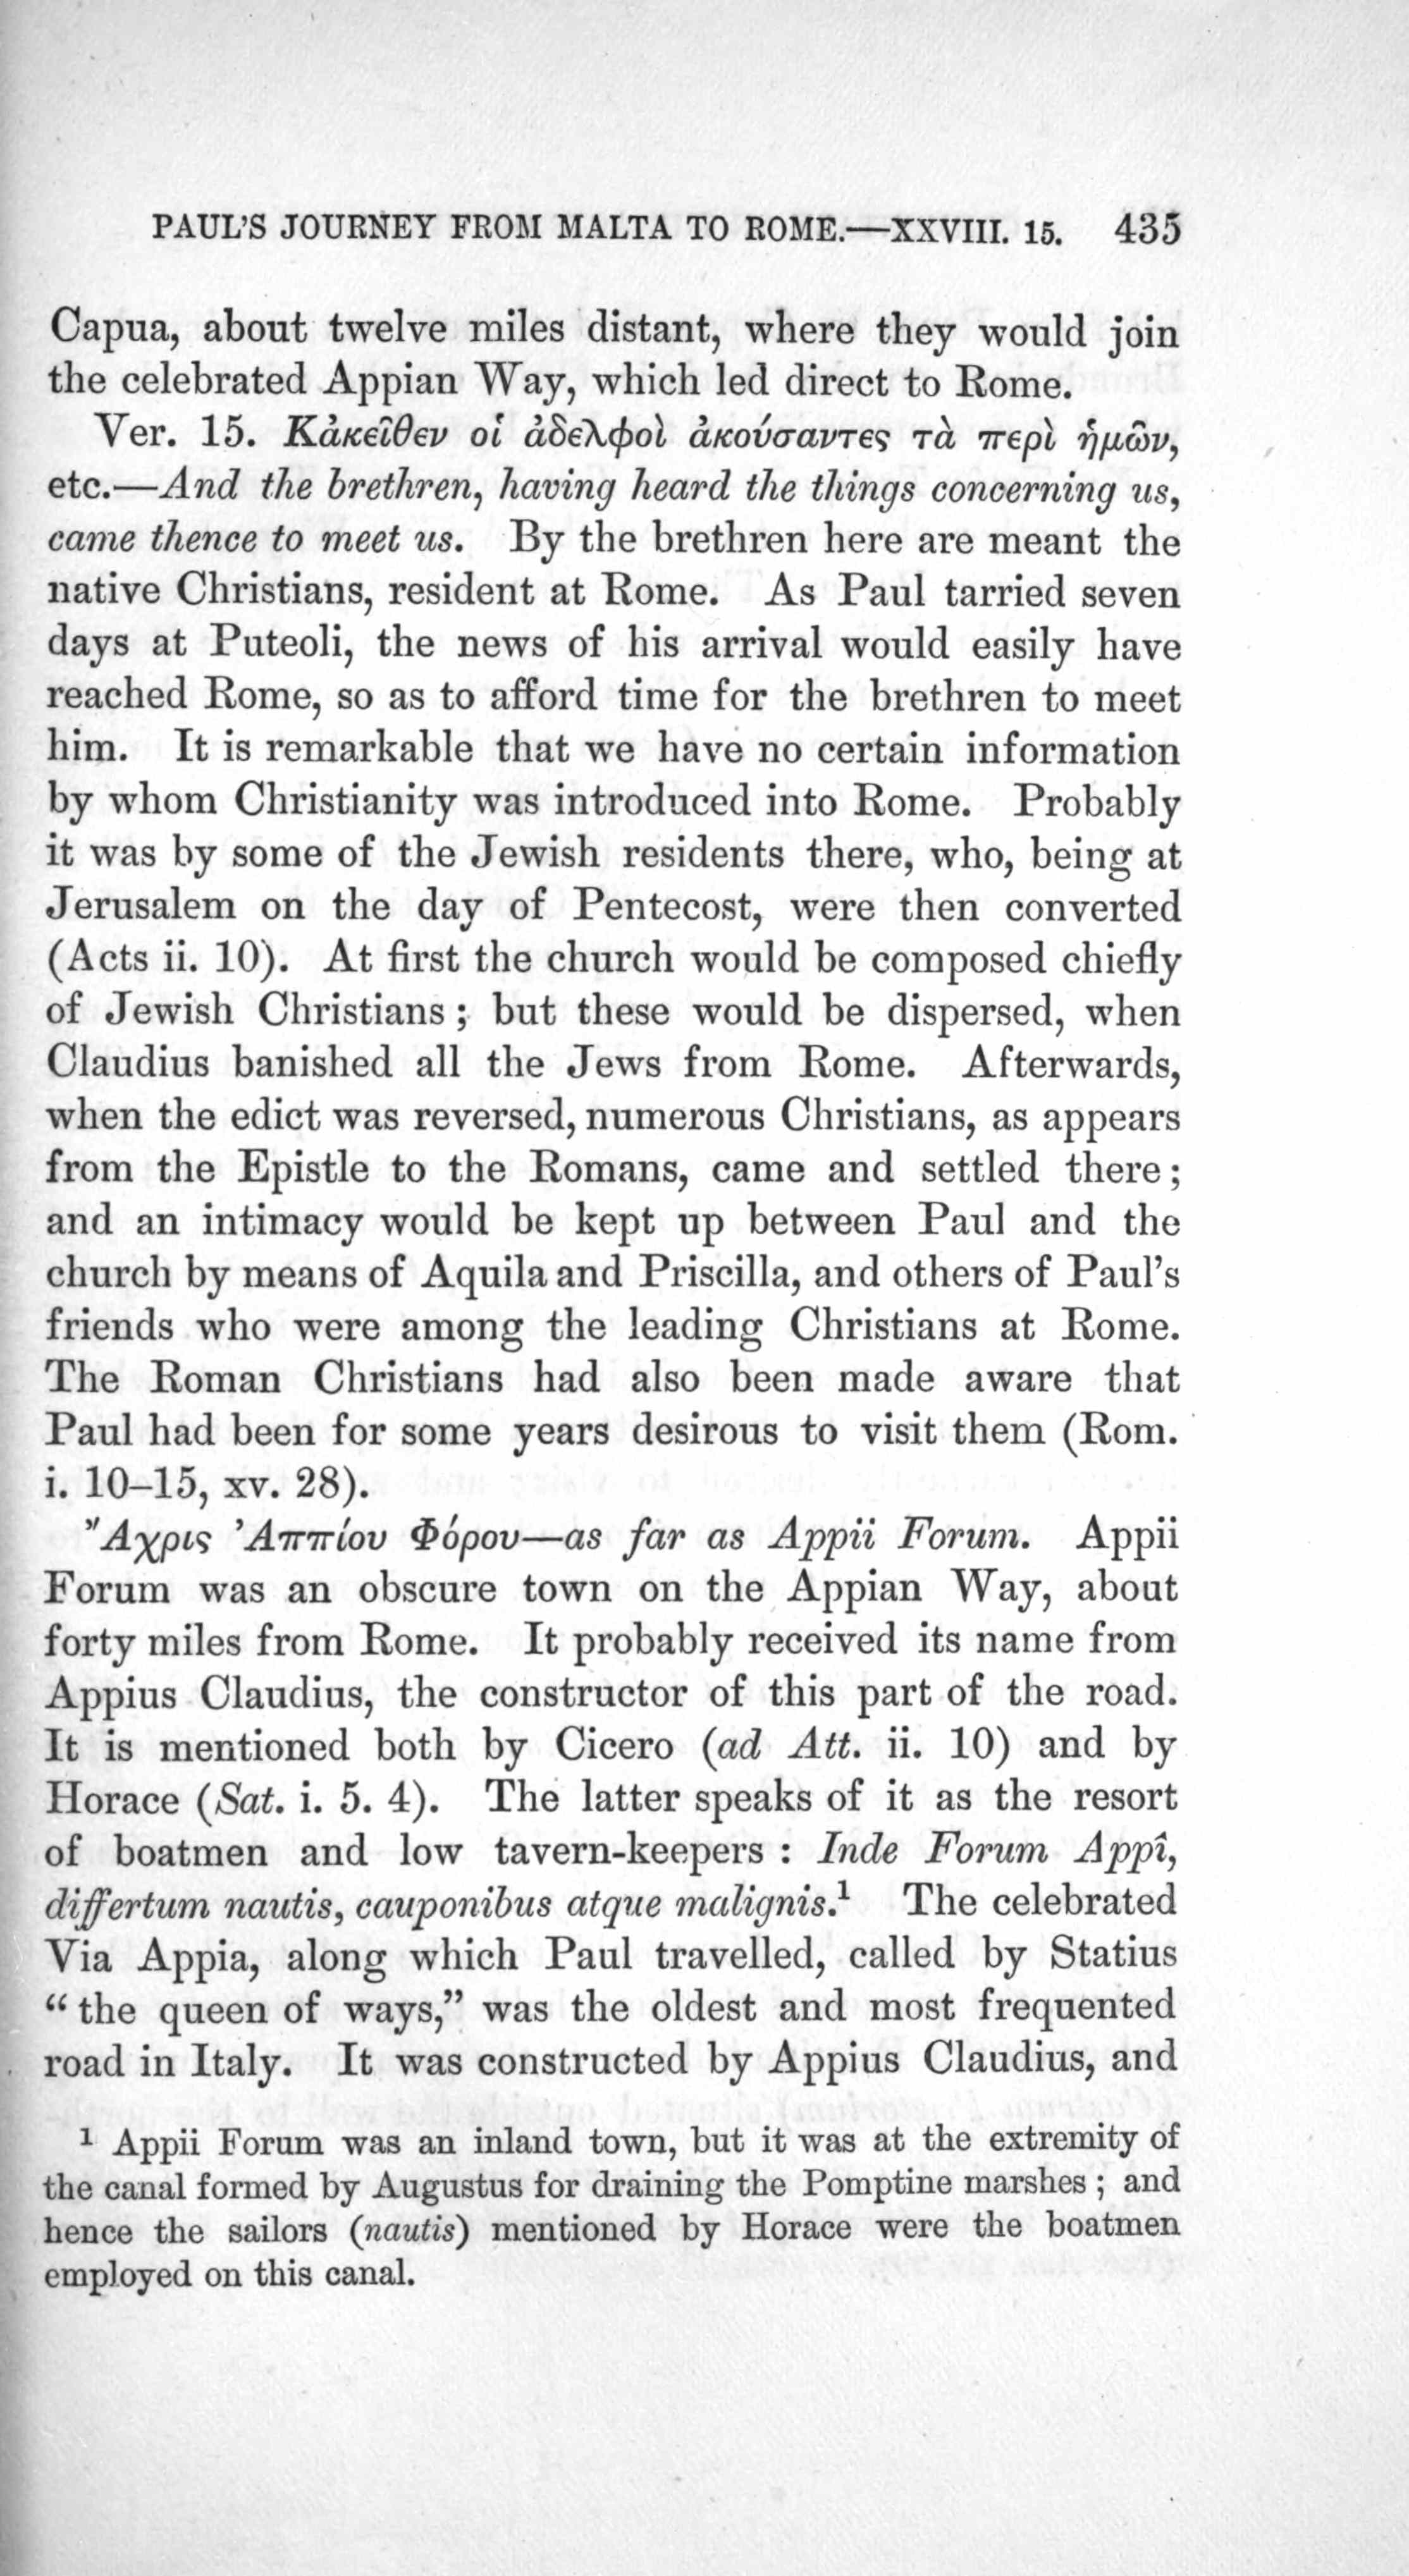 PAUL'S JOURNEY FROM MALTA TO ROME.—XXVIII. 15. 435
Capua, about twelve miles distant, where they would join
the celebrated Appian Way, which led direct to Rome.
Ver. 15. Κἀκεῖθεν οἱ ἀδελφοὶ ἀκούσαντες τὰ περὶ ἡμῶν,
etc.—And the brethren, having heard the things concerning us,
came thence to meet us. By the brethren here are meant the
native Christians, resident at Rome. As Paul tarried seven
days at Puteoli, the news of his arrival would easily have
reached Rome, so as to afford time for the brethren to meet
him. It is remarkable that we have no certain information
by whom Christianity was introduced into Rome. Probably
it was by some of the Jewish residents there, who, being at
Jerusalem on the day of Pentecost, were then converted
(Acts ii. 10). At first the church would be composed chiefly
of Jewish Christians; but these would be dispersed, when
Claudius banished all the Jews from Rome. Afterwards,
when the edict was reversed, numerous Christians, as appears
from the Epistle to the Romans, came and settled there;
and an intimacy would be kept up between Paul and the
church by means of Aquila and Priscilla, and others of Paul's
friends who were among the leading Christians at Rome.
The Roman Christians had also been made aware that
Paul had been for some years desirous to visit them (Rom.
i. 10–15, xv. 28).
Ἄχρις Ἀππίου Φόρου—as far as Appii Forum. Appii
Forum was an obscure town on the Appian Way, about
forty miles from Rome. It probably received its name from
Appius Claudius, the constructor of this part of the road.
It is mentioned both by Cicero (ad Att. ii. 10) and by
Horace (Sat. i. 5. 4). The latter speaks of it as the resort
of boatmen and low tavern-keepers : Inde Forum Appî,
differtum nautis, cauponibus atque malignis.¹ The celebrated
Via Appia, along which Paul travelled, called by Statius
“the queen of ways,” was the oldest and most frequented
road in Italy. It was constructed by Appius Claudius, and
¹ Appii Forum was an inland town, but it was at the extremity of
the canal formed by Augustus for draining the Pomptine marshes; and
hence the sailors (nautis) mentioned by Horace were the boatmen
employed on this canal.